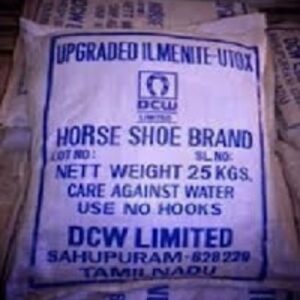 UPGRADED ILMENITE-UTOX
DCW
LIMITED
HORSE SHOE BRAND
LOT NO: SL.NO:
NETT WEIGHT 25 KGS.
CARE AGAINST WATER
USE NO HOOKS
DCW LIMITED
SAHUPURAM-628229
TAMILNADU